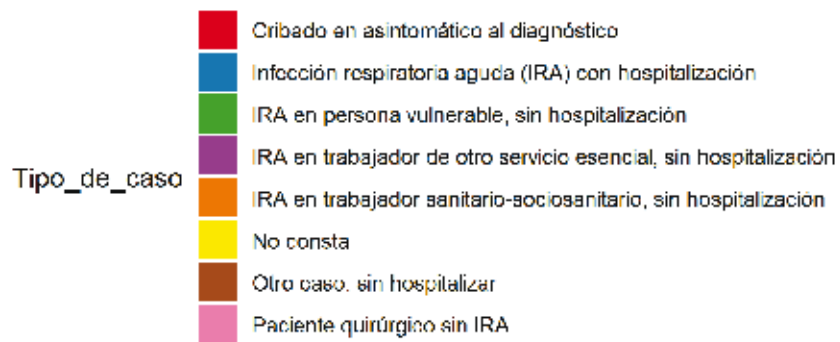 Cribado en asintomático al diagnóstico
Infección respiratoria aguda (IRA) con hospitalización
IRA en persona vulnerable, sin hospitalización
IRA en trabajador de otro servicio esencial, sin hospitalización
Tipo_de_caso
IRA en trabajador sanitario-sociosanitario, sin hospitalización
No consta
Otro caso. sin hospitalizar
Paciente quirúrgico sin IRA